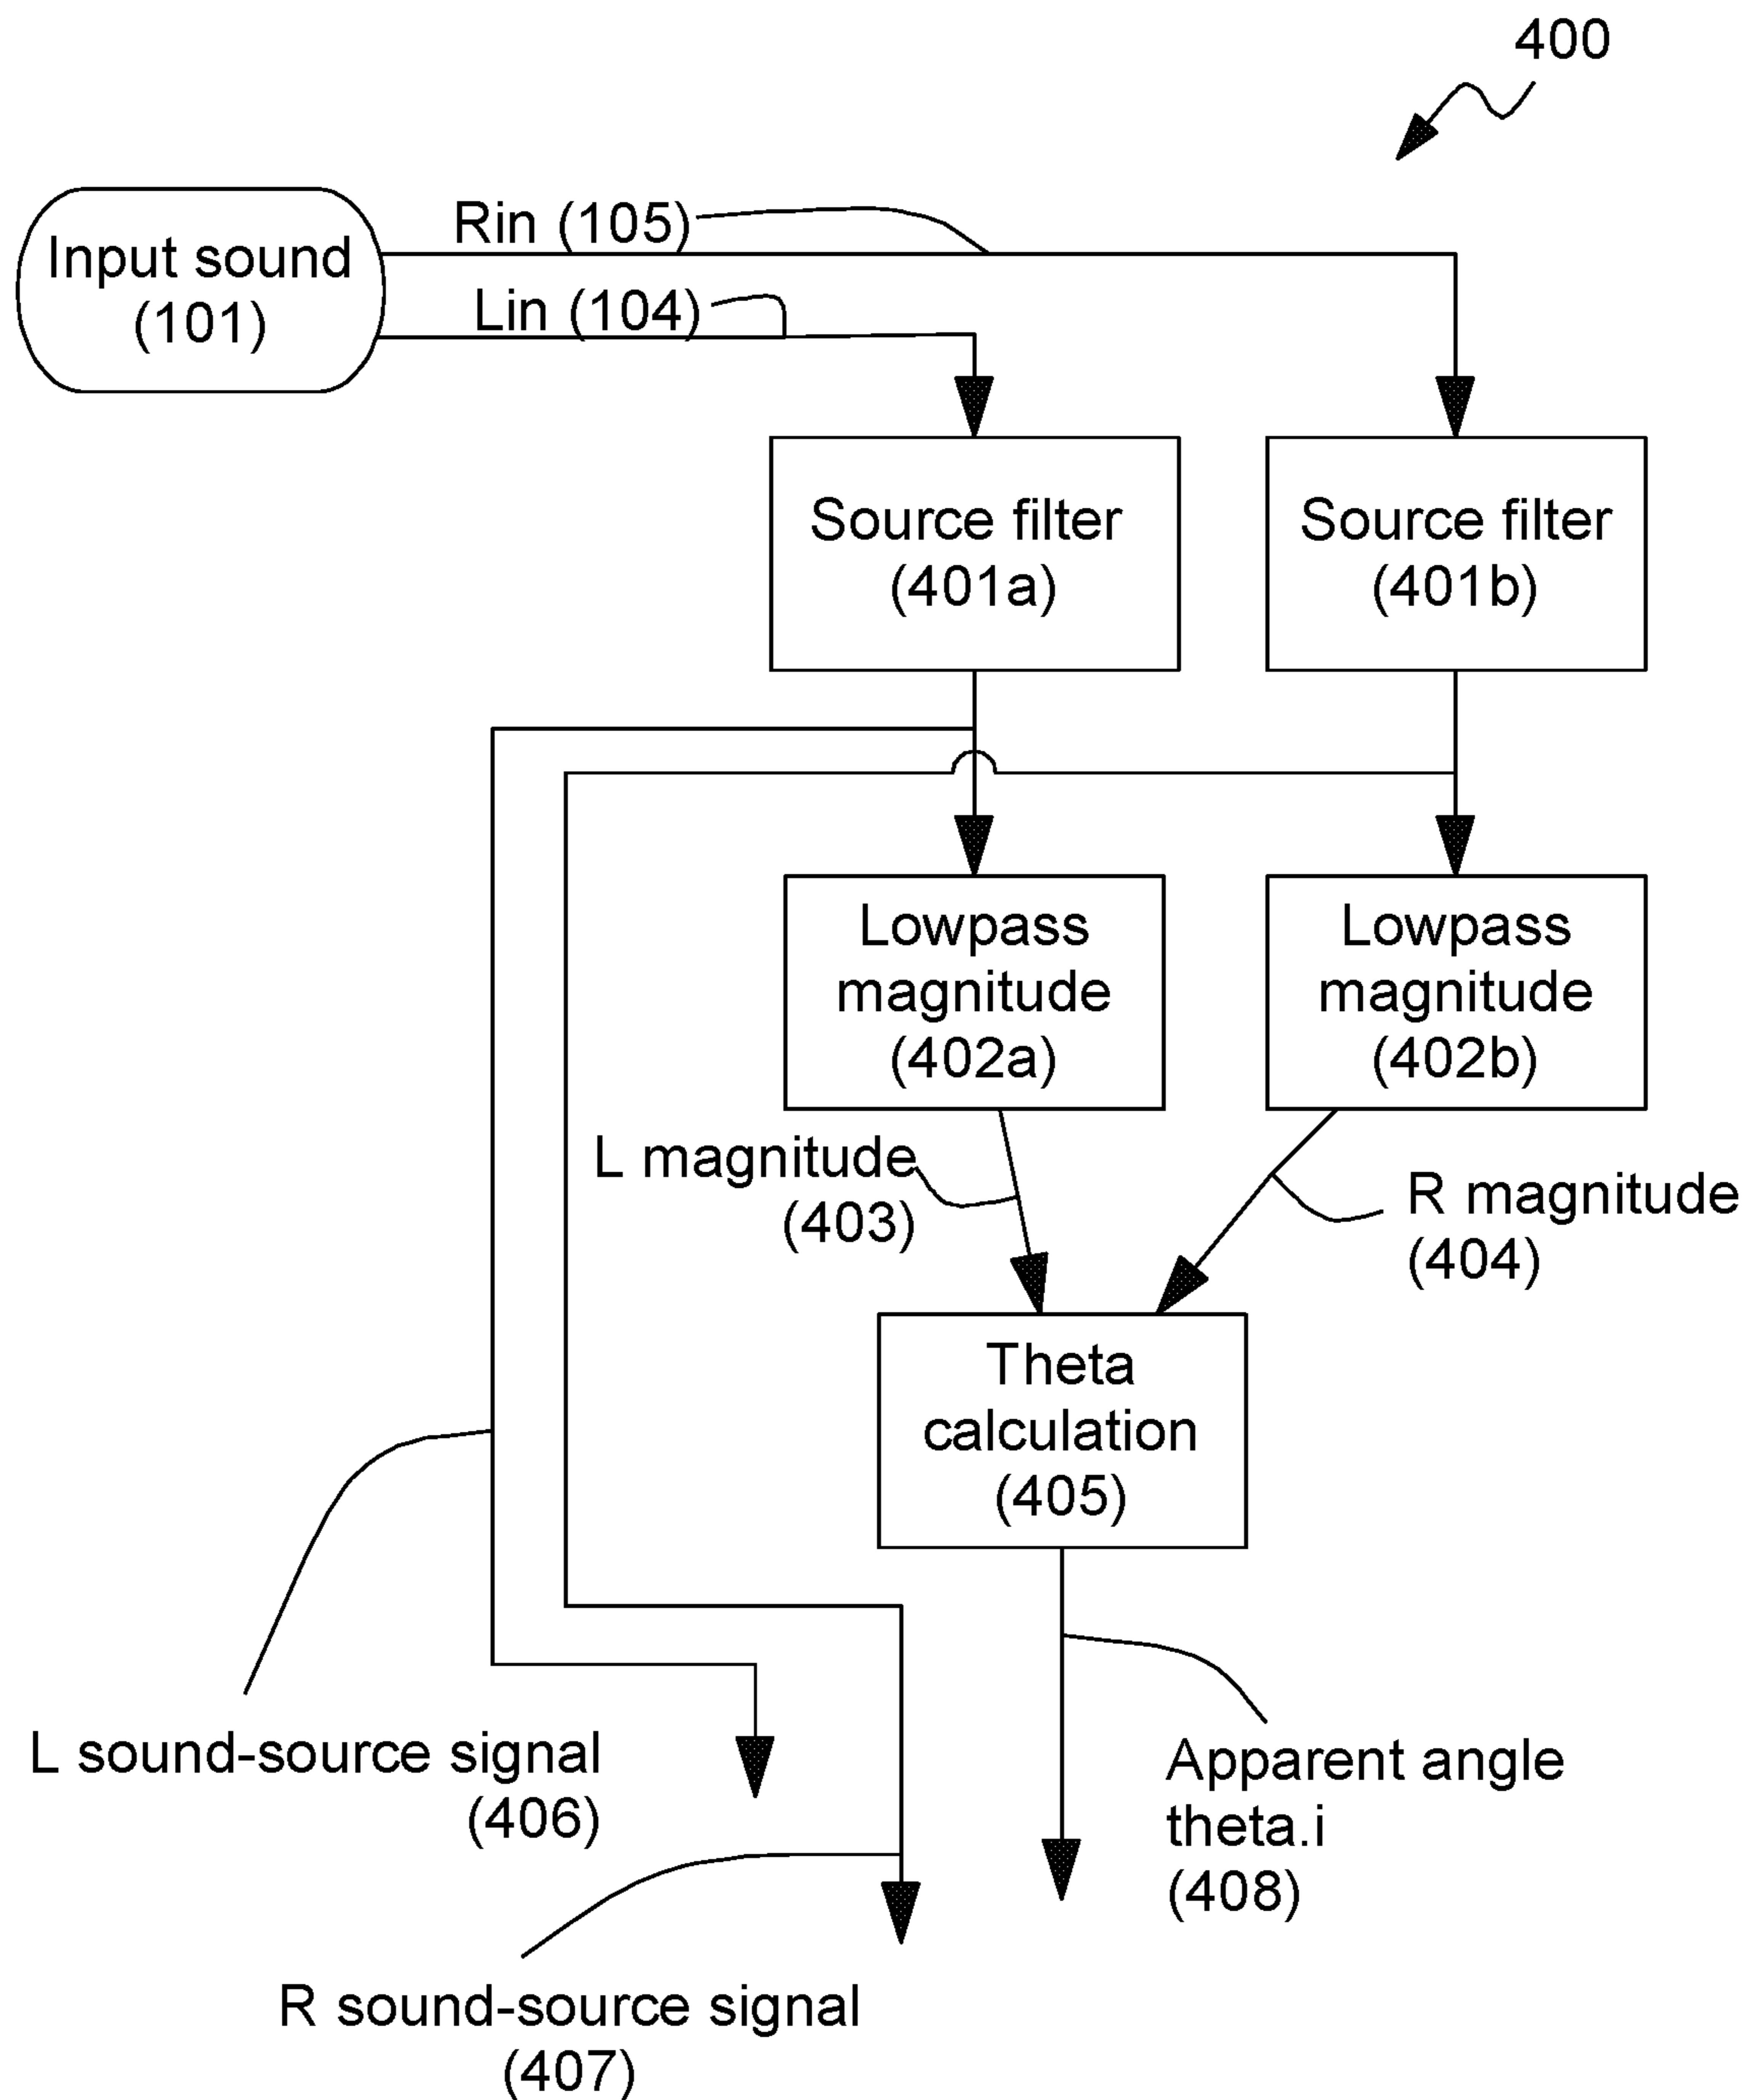 400
Rin (105)
Input sound
(101)
Lin (104)
Source filter
(401a)
Source filter
(401b)
Lowpass
magnitude
(402a)
Lowpass
magnitude
(402b)
L magnitude
(403)
R magnitude
(404)
Theta
calculation
(405)
L sound-source signal
(406)
Apparent angle
theta.i
(408)
R sound-source signal
(407)